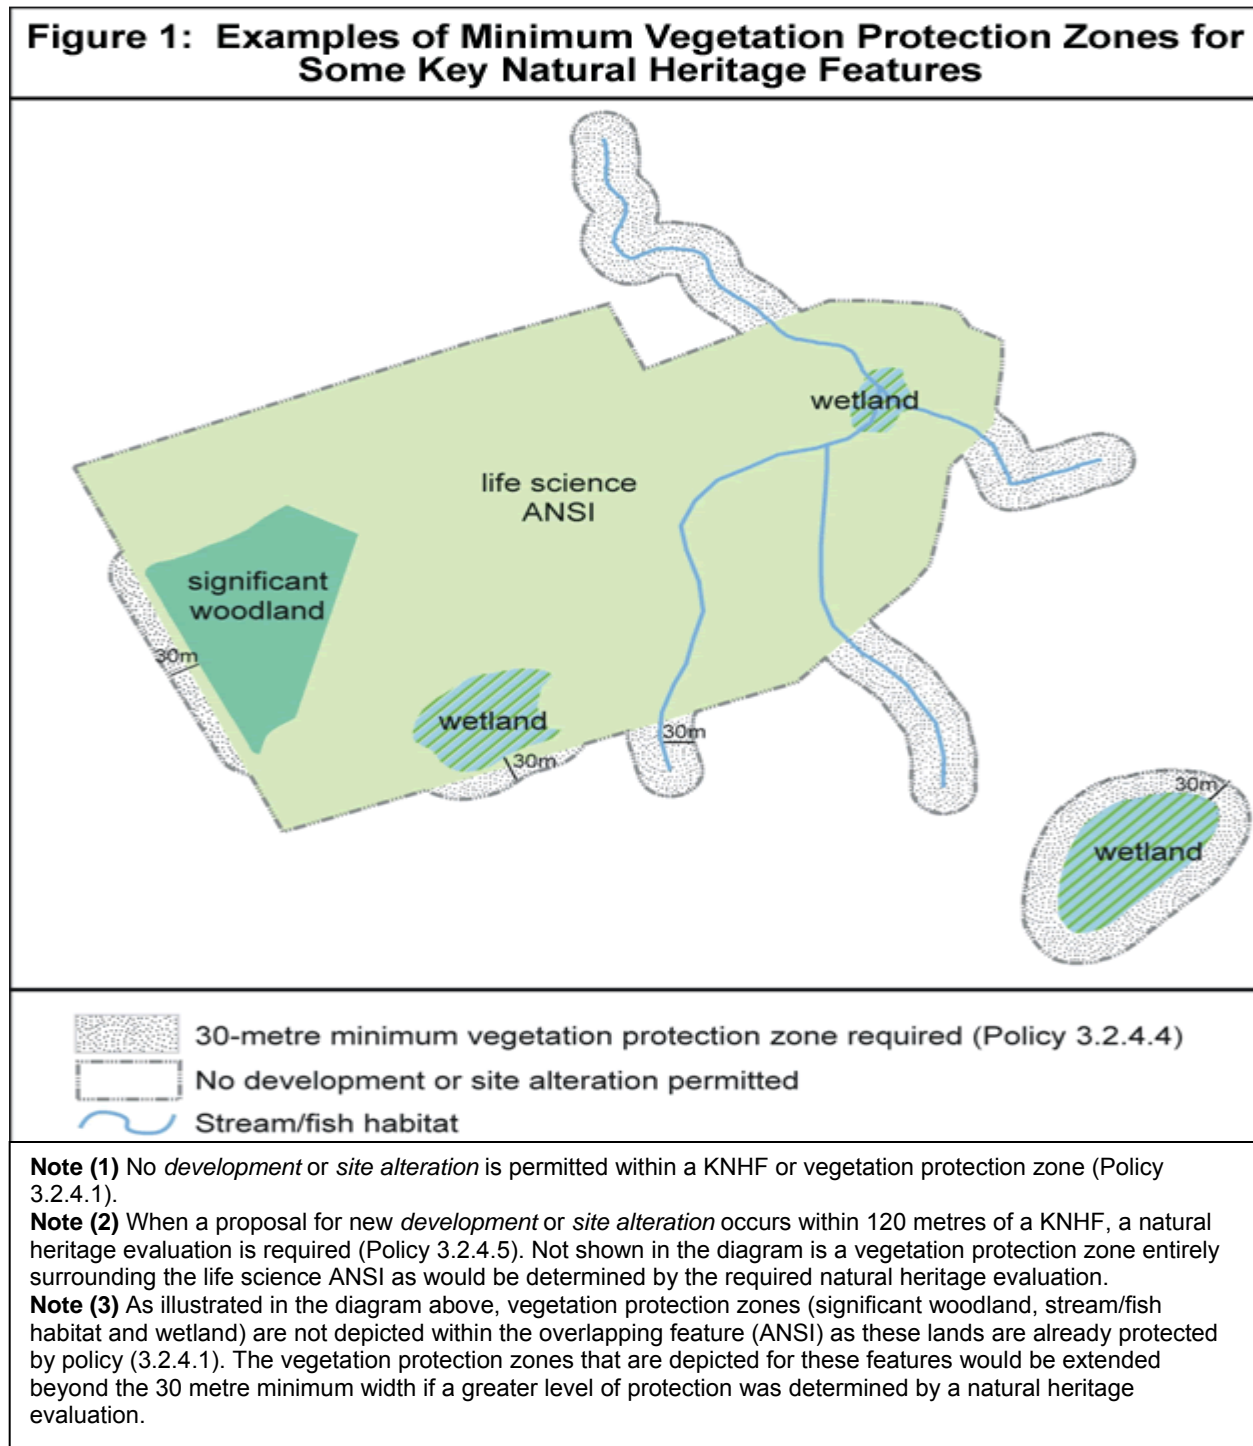 Figure 1: Examples of Minimum Vegetation Protection Zones for
Some Key Natural Heritage Features
wetland
life science
ANSI
significant
woodland
30m
wetland
30m
30m
30m
wetland
30-metre minimum vegetation protection zone required (Policy 3.2.4.4)
No development or site alteration permitted
Stream/fish habitat
Note (1) No development or site alteration is permitted within a KNHF or vegetation protection zone (Policy
3.2.4.1).
Note (2) When a proposal for new development or site alteration occurs within 120 metres of a KNHF, a natural
heritage evaluation is required (Policy 3.2.4.5). Not shown in the diagram is a vegetation protection zone entirely
surrounding the life science ANSI as would be determined by the required natural heritage evaluation.
Note (3) As illustrated in the diagram above, vegetation protection zones (significant woodland, stream/fish
habitat and wetland) are not depicted within the overlapping feature (ANSI) as these lands are already protected
by policy (3.2.4.1). The vegetation protection zones that are depicted for these features would be extended
beyond the 30 metre minimum width if a greater level of protection was determined by a natural heritage
evaluation.